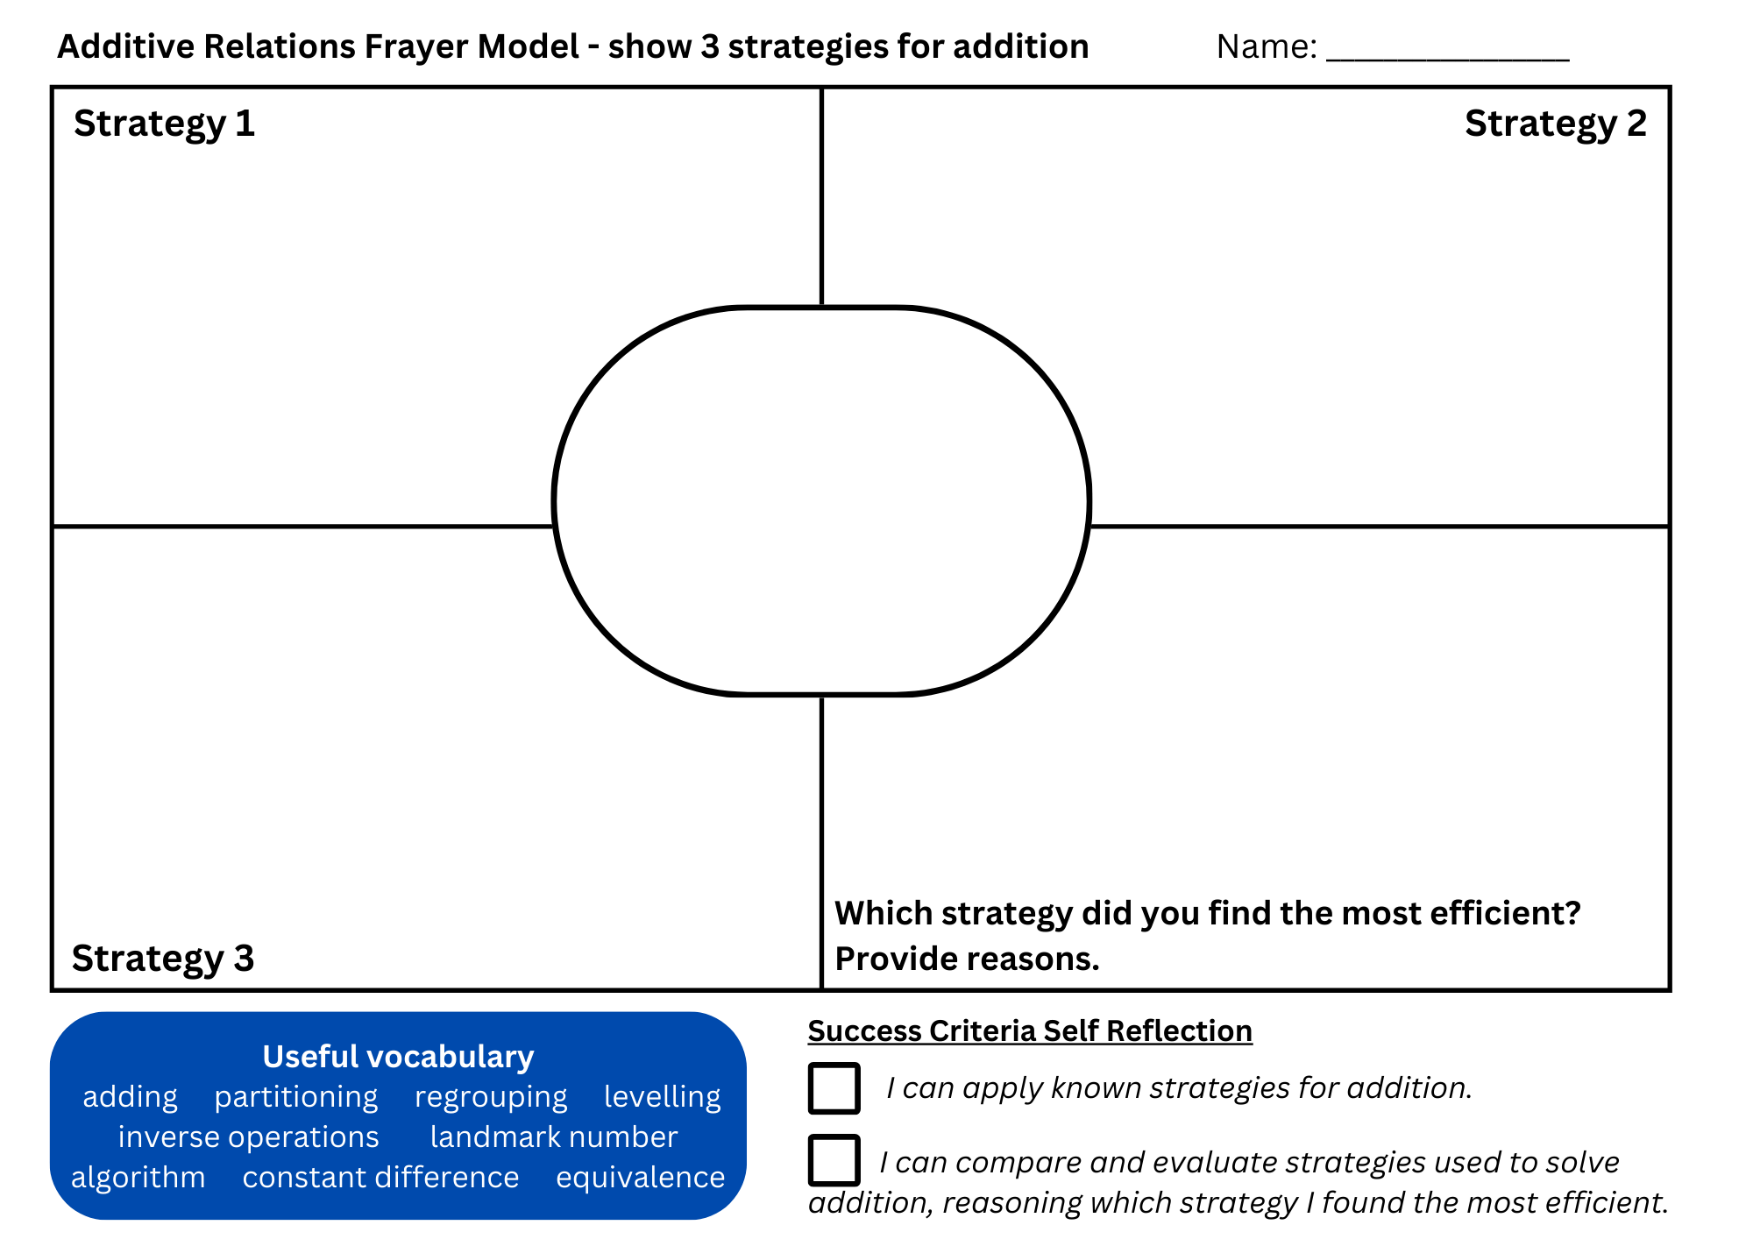 Additive Relations Frayer Model - show 3 strategies for addition
Name: ________________
Strategy 1
Strategy 2
Strategy 3
Which strategy did you find the most efficient?
Provide reasons.
Useful vocabulary
adding partitioning regrouping levelling
inverse operations landmark number
algorithm constant difference equivalence
Success Criteria Self Reflection
I can apply known strategies for addition.
I can compare and evaluate strategies used to solve
addition, reasoning which strategy I found the most efficient.